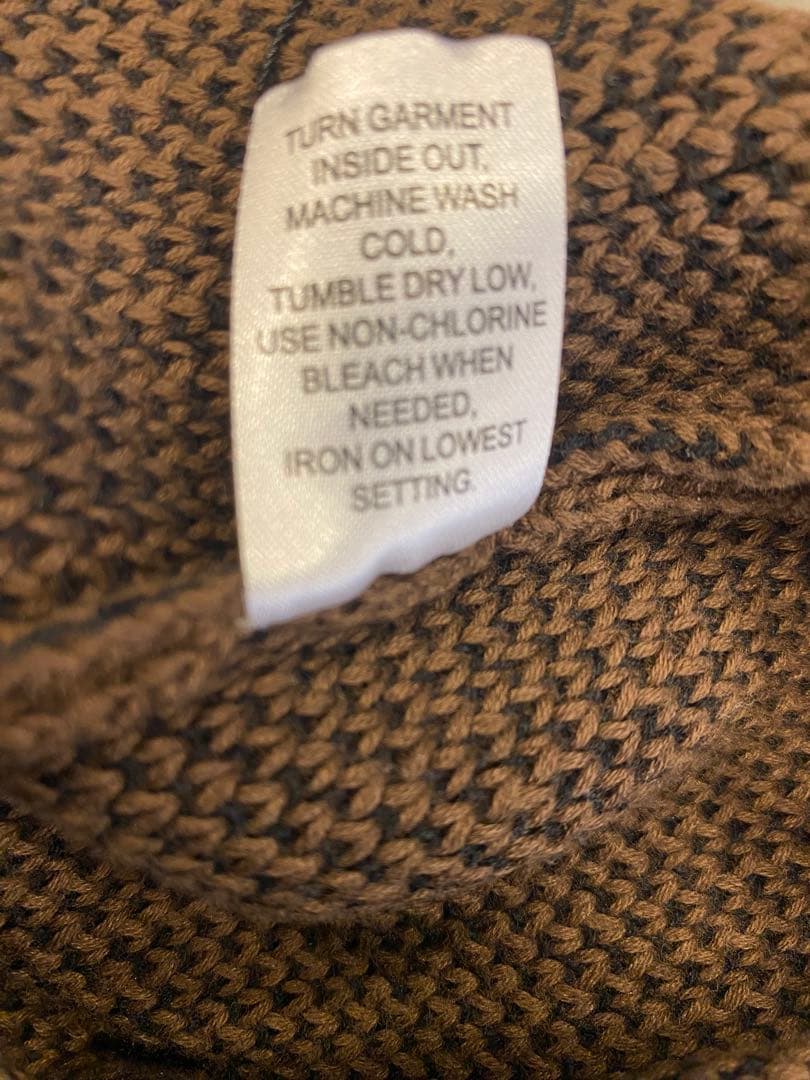 TURN GARMENT
INSIDE OUT,
MACHINE WASH
COLD,
TUMBLE DRY LOW,
USE NON-CHLORINE
BLEACH WHEN
NEEDED,
IRON ON LOWEST
SETTING